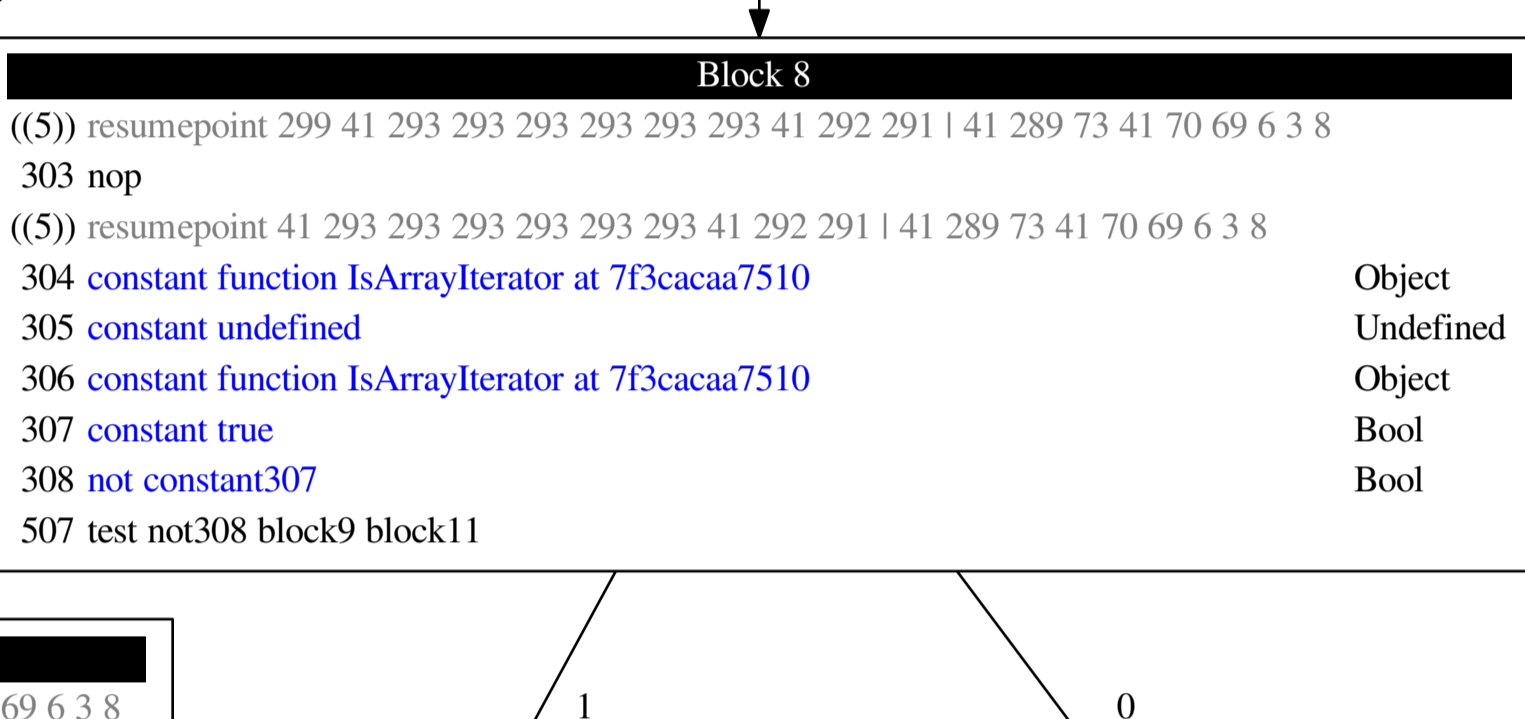 Block 8
((5)) resumepoint 299 41 293 293 293 293 293 293 41 292 291 | 41 289 73 41 70 69 6 3 8
303 nop
((5)) resumepoint 41 293 293 293 293 293 293 41 292 291 | 41 289 73 41 70 69 6 3 8
304 constant function IsArrayIterator at 7f3cacaa7510 Object
305 constant undefined Undefined
306 constant function IsArrayIterator at 7f3cacaa7510 Object
307 constant true Bool
308 not constant307 Bool
507 test not308 block9 block11
69 6 3 8
1 0